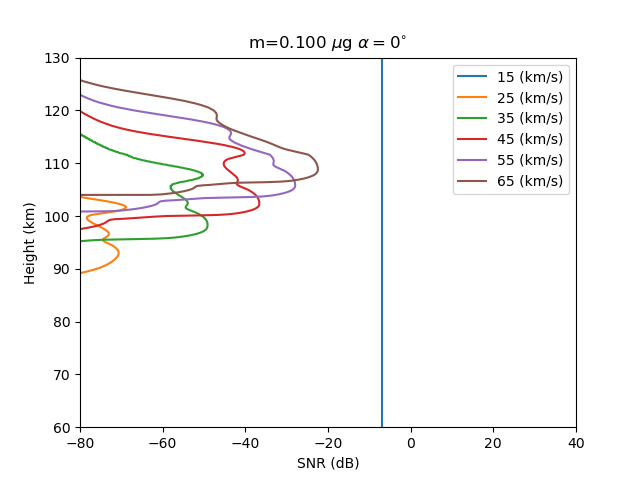 m=0.100 μg α = 0°
130
120
110
100
90
80
70
60
Height (km)
−80
−60
−40
−20
0
20
40
SNR (dB)
15 (km/s)
25 (km/s)
35 (km/s)
45 (km/s)
55 (km/s)
65 (km/s)